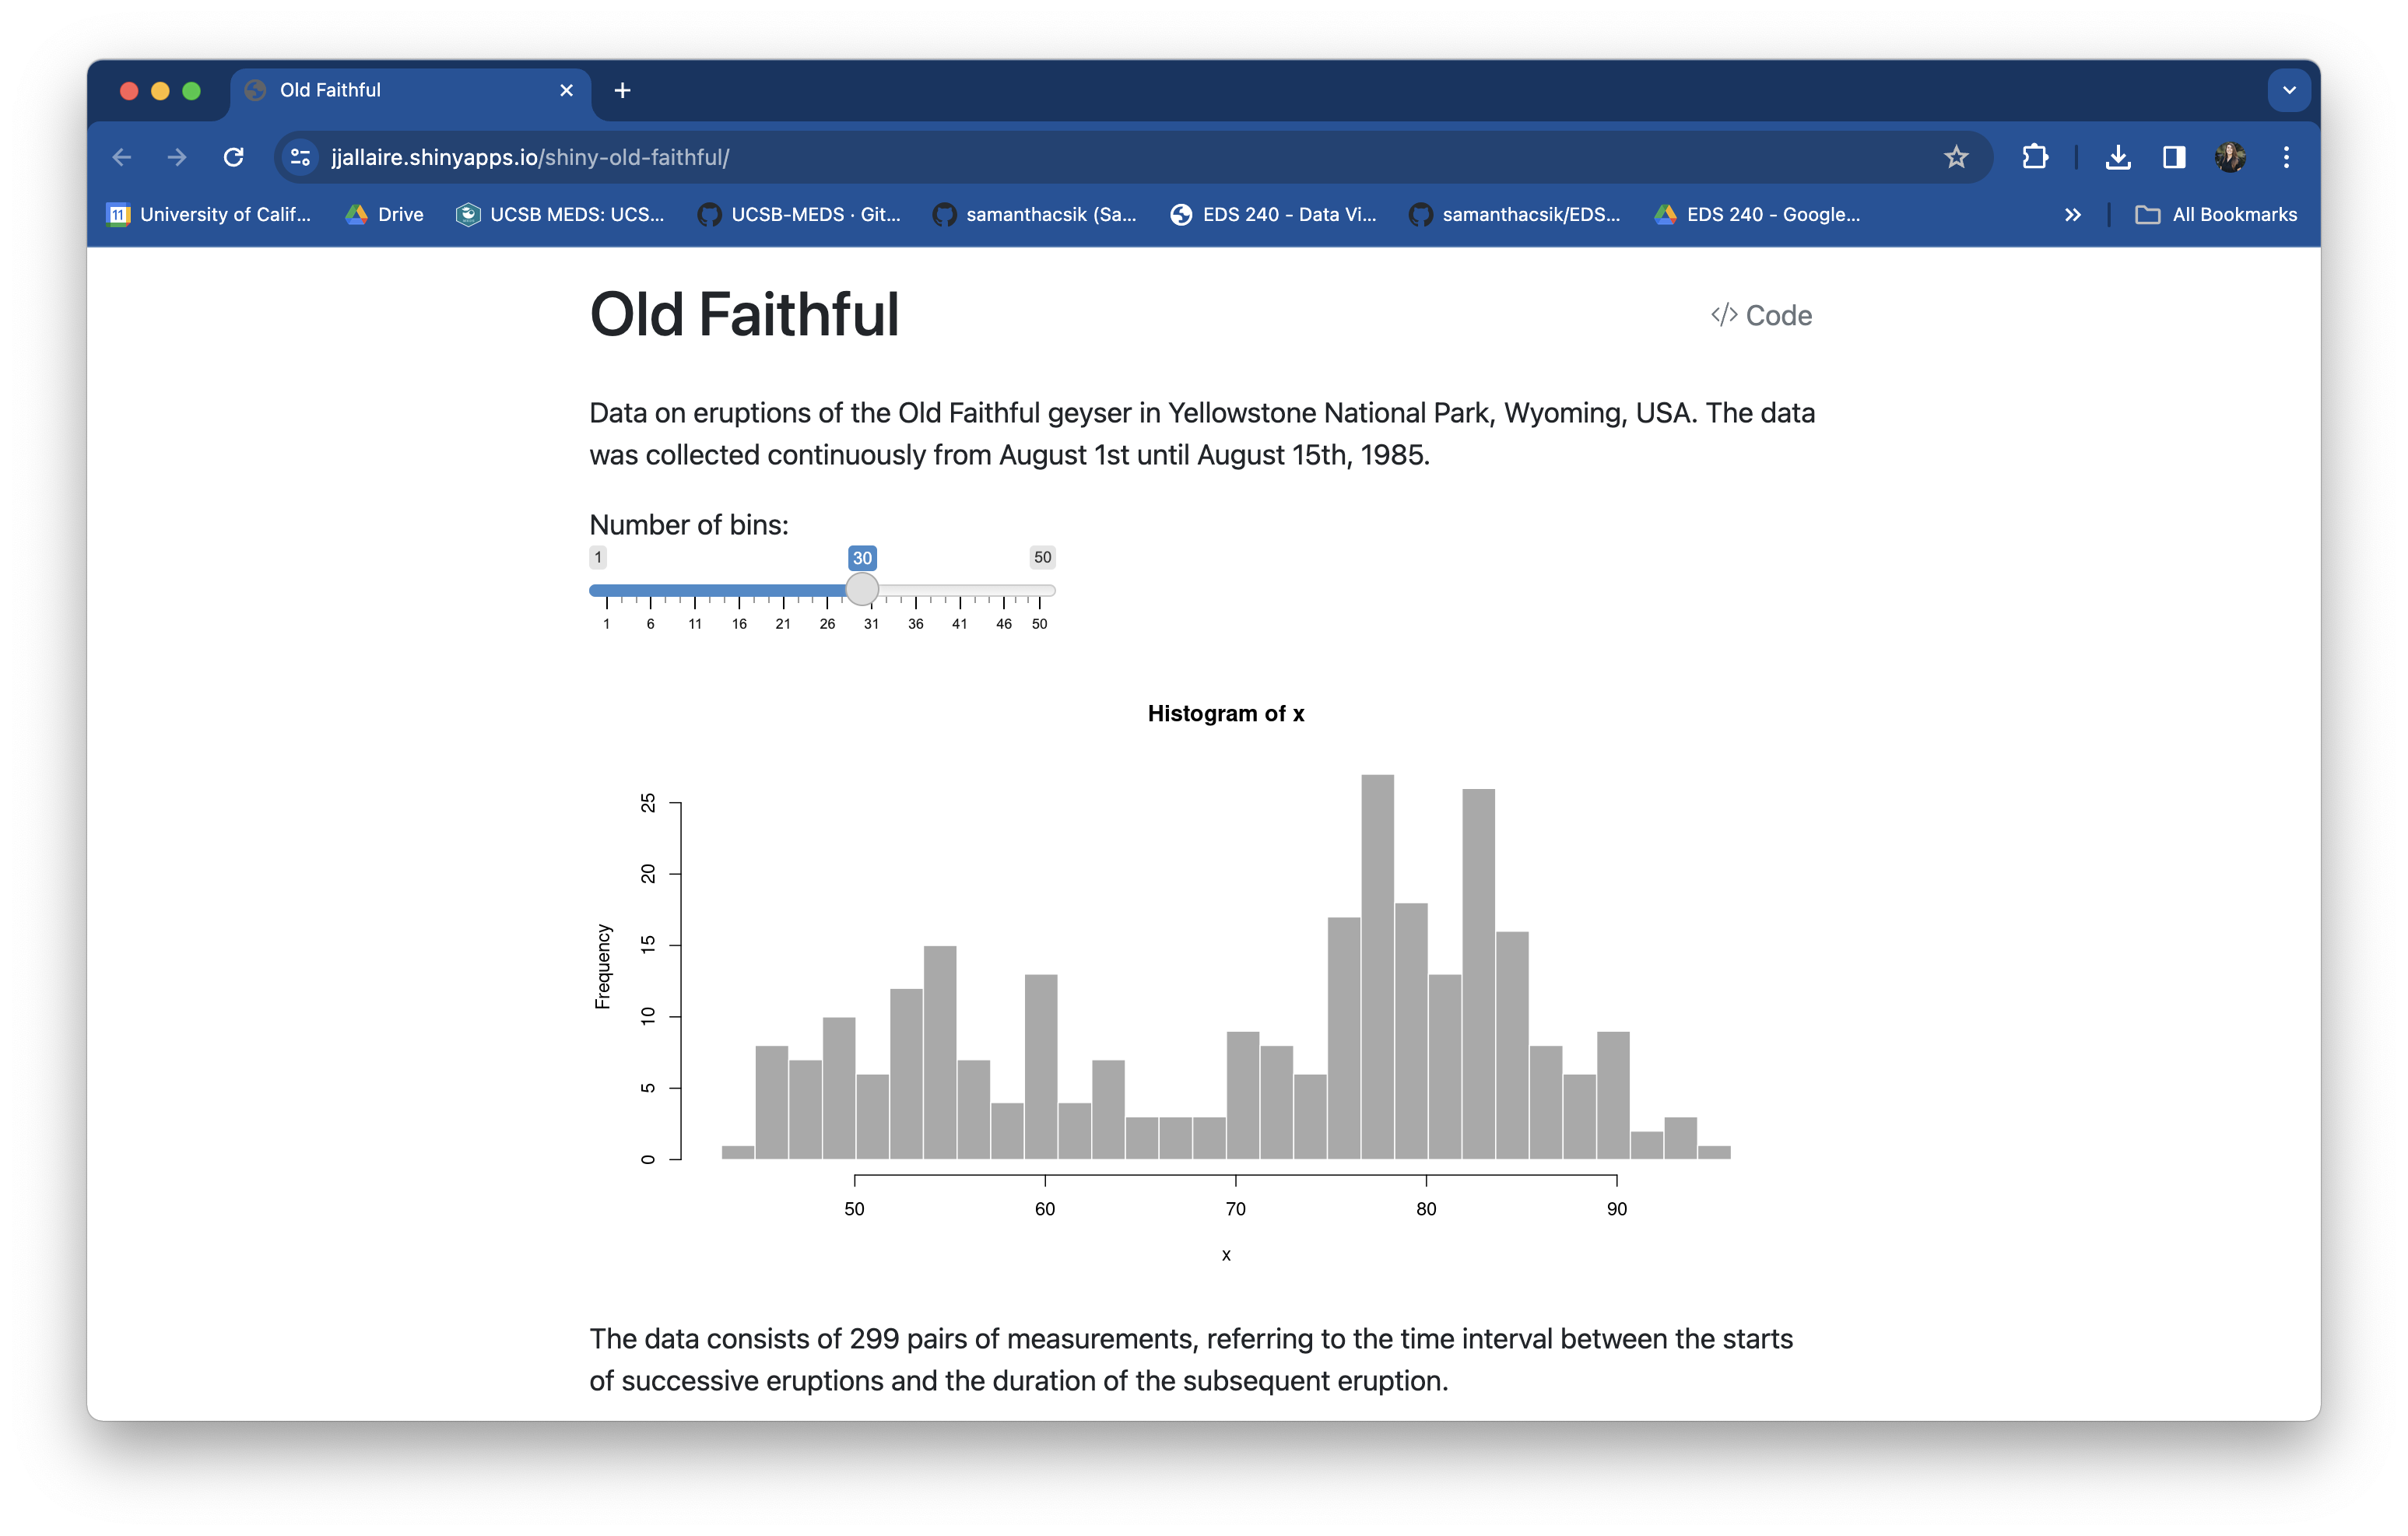 Old Faithful
jjallaire.shinyapps.io/shiny-old-faithful/
11 University of Calif... Drive UCSB MEDS: UCS... UCSB-MEDS · Git... samanthacsik (Sa... EDS 240 - Data Vi... samanthacsik/EDS... EDS 240 - Google... » All Bookmarks
Old Faithful
</> Code
Data on eruptions of the Old Faithful geyser in Yellowstone National Park, Wyoming, USA. The data
was collected continuously from August 1st until August 15th, 1985.
Number of bins:
1 30 50
1 6 11 16 21 26 31 36 41 46 50
Histogram of x
Frequency
25
20
15
10
5
0
50 60 70 80 90
x
The data consists of 299 pairs of measurements, referring to the time interval between the starts
of successive eruptions and the duration of the subsequent eruption.